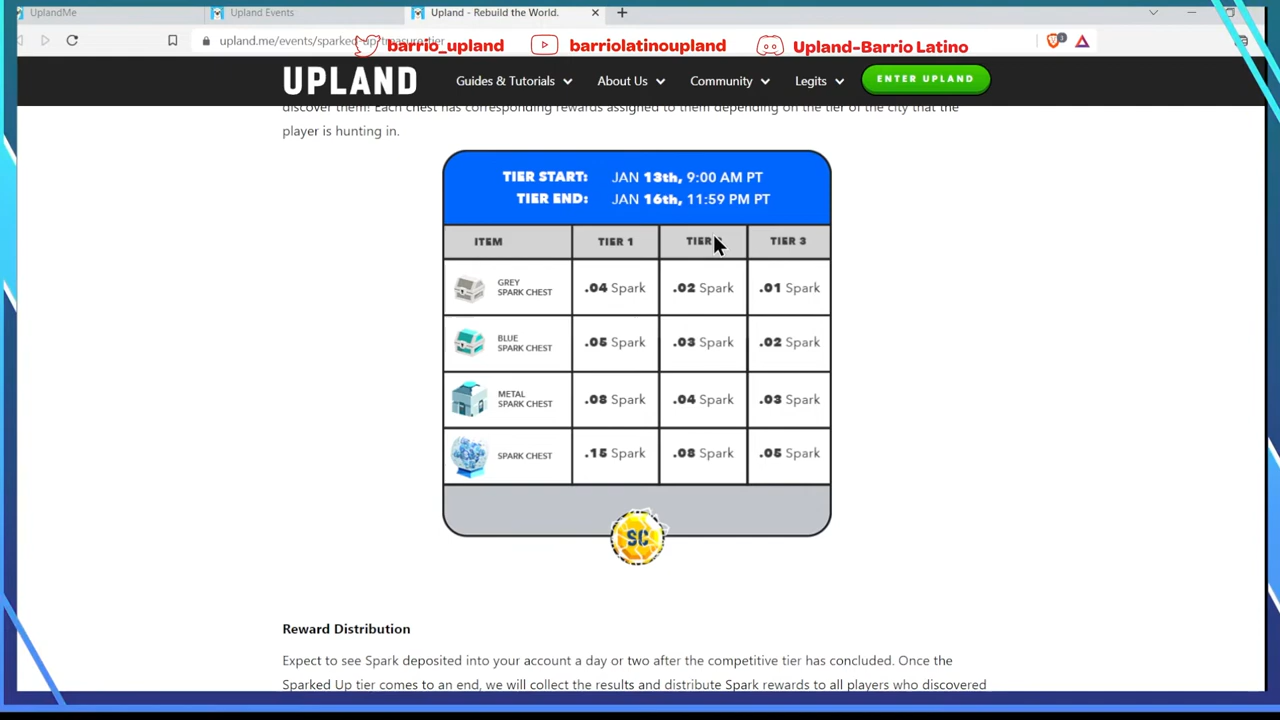 UplandMe
Upland Events
Upland - Rebuild the World.
barrio_upland
barriolatinoupland
Upland-Barrio Latino
UPLAND
Guides & Tutorials
About Us
Community
Legits
ENTER UPLAND
discover them! Each chest has corresponding rewards assigned to them depending on the tier of the city that the
player is hunting in.
TIER START: JAN 13th, 9:00 AM PT
TIER END: JAN 16th, 11:59 PM PT
ITEM TIER 1 TIER TIER 3
GREY
SPARK CHEST
.04 Spark .02 Spark .01 Spark
BLUE
SPARK CHEST
.05 Spark .03 Spark .02 Spark
METAL
SPARK CHEST
.08 Spark .04 Spark .03 Spark
SPARK CHEST .15 Spark .08 Spark .05 Spark
SC
Reward Distribution
Expect to see Spark deposited into your account a day or two after the competitive tier has concluded. Once the
Sparked Up tier comes to an end, we will collect the results and distribute Spark rewards to all players who discovered